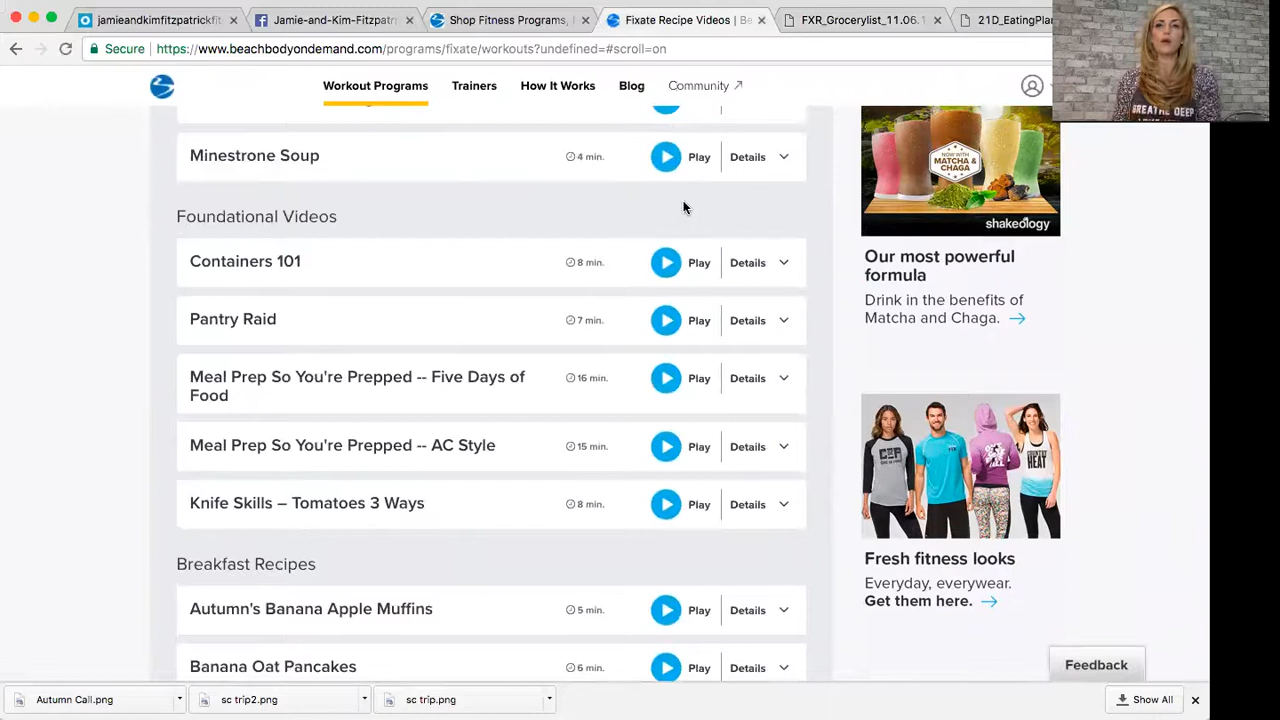 jamieandkimfitzpatrickfit
Jamie-and-Kim-Fitzpatr
Shop Fitness Programs
Fixate Recipe Videos | Be
FXR_Grocerylist_11.06.1
21D_EatingPlan
Secure
https://www.beachbodyondemand.com/programs/fixate/workouts?undefined=#scroll=on
Workout Programs
Trainers
How It Works
Blog
Community
BREATHE DEEP
Minestrone Soup
4 min.
Play
Details
Foundational Videos
Containers 101
8 min.
Play
Details
Pantry Raid
7 min.
Play
Details
Meal Prep So You're Prepped -- Five Days of
Food
16 min.
Play
Details
Meal Prep So You're Prepped -- AC Style
15 min.
Play
Details
Knife Skills – Tomatoes 3 Ways
8 min.
Play
Details
Breakfast Recipes
Autumn's Banana Apple Muffins
5 min.
Play
Details
Banana Oat Pancakes
6 min.
Play
Details
NOW WITH
MATCHA &
CHAGA
shakeology
Our most powerful
formula
Drink in the benefits of
Matcha and Chaga.
COUNTRY
HEAT
Fresh fitness looks
Everyday, everywear.
Get them here.
Feedback
Autumn Call.png
sc trip2.png
sc trip.png
Show All